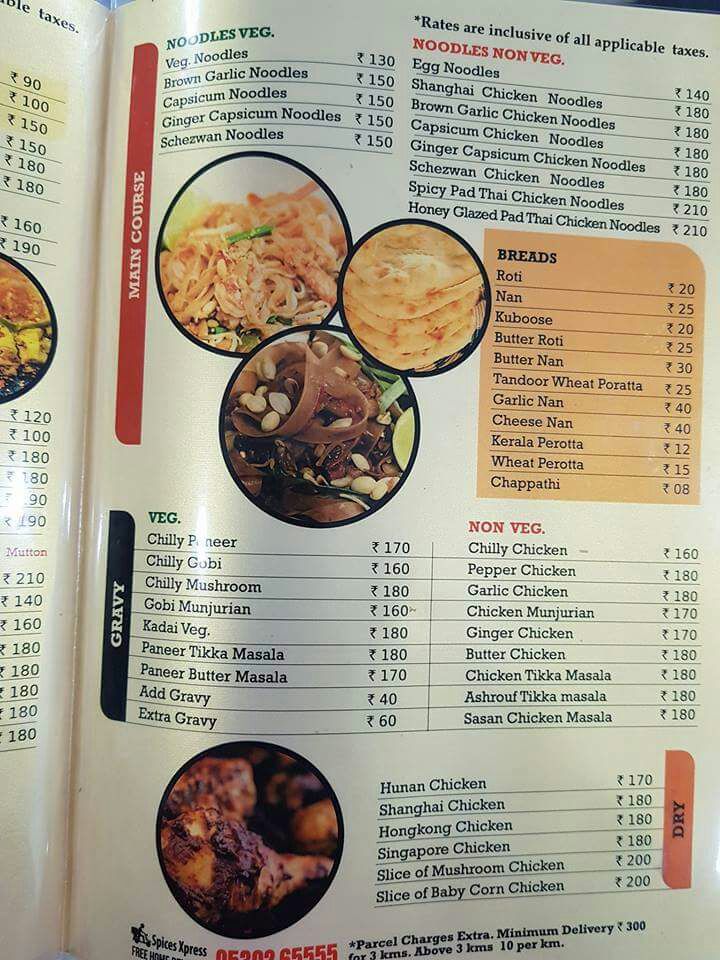 ble taxes.
₹ 90
₹ 100
₹ 150
₹ 150
₹ 180
₹ 180
₹ 160
₹ 190
₹ 120
₹ 100
₹ 180
₹ 180
90
₹ 190
Mutton
₹ 210
₹ 140
₹ 160
₹ 180
₹ 180
₹ 180
₹ 180
₹ 180
*Rates are inclusive of all applicable taxes.
MAIN COURSE
NOODLES VEG.
Veg. Noodles ₹ 130
Brown Garlic Noodles ₹ 150
Capsicum Noodles ₹ 150
Ginger Capsicum Noodles ₹ 150
Schezwan Noodles ₹ 150
NOODLES NON VEG.
Egg Noodles ₹ 140
Shanghai Chicken Noodles ₹ 180
Brown Garlic Chicken Noodles ₹ 180
Capsicum Chicken Noodles ₹ 180
Ginger Capsicum Chicken Noodles ₹ 180
Schezwan Chicken Noodles ₹ 180
Spicy Pad Thai Chicken Noodles ₹ 210
Honey Glazed Pad Thai Chicken Noodles ₹ 210
BREADS
Roti ₹ 20
Nan ₹ 25
Kuboose ₹ 20
Butter Roti ₹ 25
Butter Nan ₹ 30
Tandoor Wheat Poratta ₹ 25
Garlic Nan ₹ 40
Cheese Nan ₹ 40
Kerala Perotta ₹ 12
Wheat Perotta ₹ 15
Chappathi ₹ 08
GRAVY
VEG.
Chilly Paneer ₹ 170
Chilly Gobi ₹ 160
Chilly Mushroom ₹ 180
Gobi Munjurian ₹ 160
Kadai Veg. ₹ 180
Paneer Tikka Masala ₹ 180
Paneer Butter Masala ₹ 170
Add Gravy ₹ 40
Extra Gravy ₹ 60
NON VEG.
Chilly Chicken ₹ 160
Pepper Chicken ₹ 180
Garlic Chicken ₹ 180
Chicken Munjurian ₹ 170
Ginger Chicken ₹ 170
Butter Chicken ₹ 180
Chicken Tikka Masala ₹ 180
Ashrouf Tikka masala ₹ 180
Sasan Chicken Masala ₹ 180
DRY
Hunan Chicken ₹ 170
Shanghai Chicken ₹ 180
Hongkong Chicken ₹ 180
Singapore Chicken ₹ 180
Slice of Mushroom Chicken ₹ 200
Slice of Baby Corn Chicken ₹ 200
Spices Xpress
FREE HOME
65555
*Parcel Charges Extra. Minimum Delivery ₹ 300
for 3 kms. Above 3 kms 10 per km.